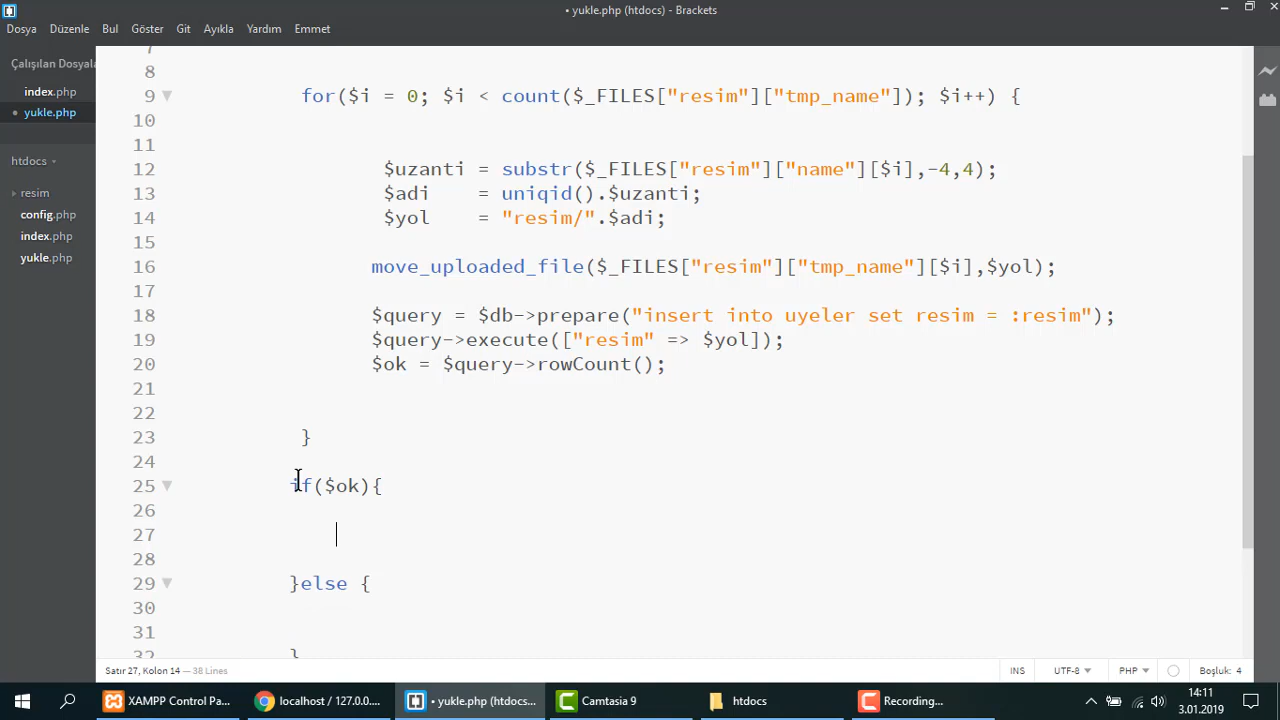 • yukle.php (htdocs) - Brackets
Dosya Düzenle Bul Göster Git Ayıkla Yardım Emmet
Çalışılan Dosyala
index.php
• yukle.php
htdocs
resim
config.php
index.php
yukle.php
7
8
9 for($i = 0; $i < count($_FILES["resim"]["tmp_name"]); $i++) {
10
11
12 $uzanti = substr($_FILES["resim"]["name"][$i],-4,4);
13 $adi = uniqid().$uzanti;
14 $yol = "resim/".$adi;
15
16 move_uploaded_file($_FILES["resim"]["tmp_name"][$i],$yol);
17
18 $query = $db->prepare("insert into uyeler set resim = :resim");
19 $query->execute(["resim" => $yol]);
20 $ok = $query->rowCount();
21
22
23 }
24
25 if($ok){
26
27
28
29 }else {
30
31
32 }
Satır 27, Kolon 14 — 38 Lines
INS UTF-8 PHP Boşluk: 4
XAMPP Control Pa... localhost / 127.0.0.... • yukle.php (htdocs... Camtasia 9 htdocs Recording...
14:11
3.01.2019